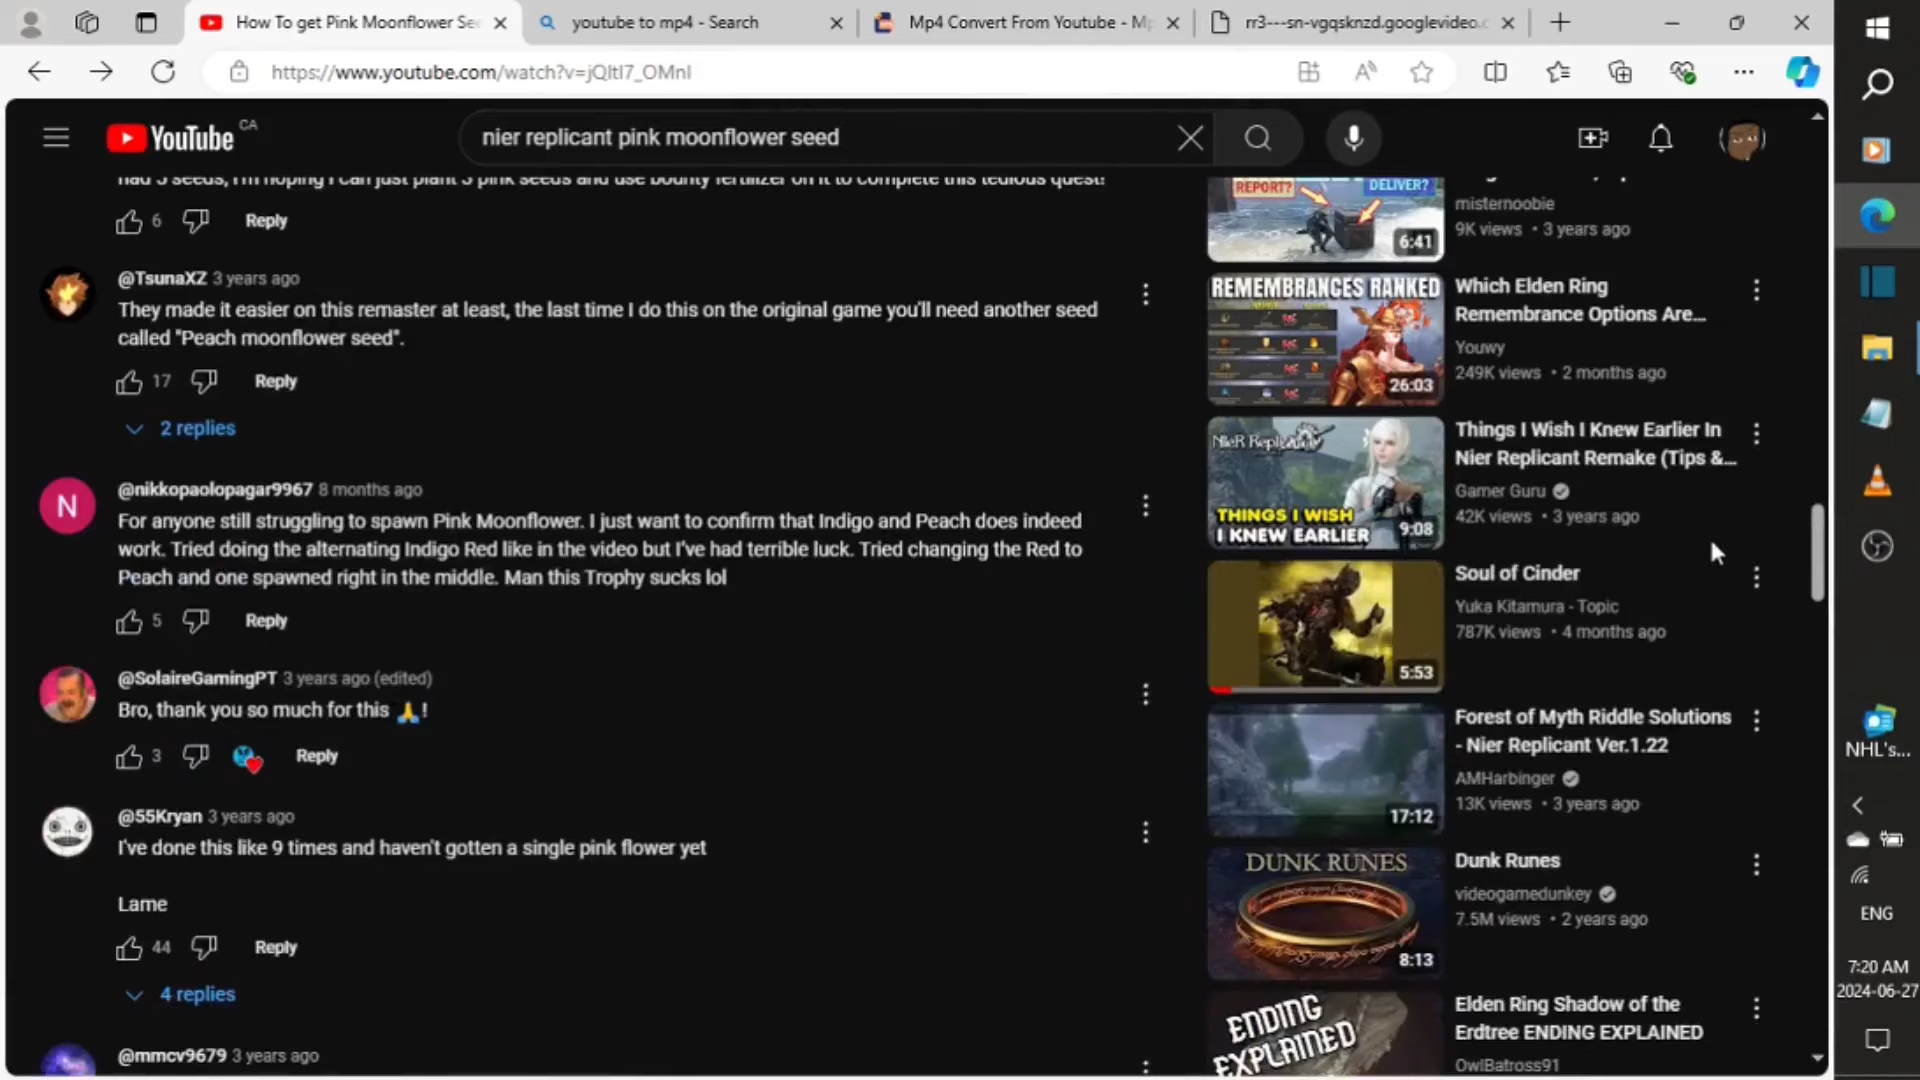 How To get Pink Moonflower See
youtube to mp4 - Search
Mp4 Convert From Youtube - Mp
rr3---sn-vgqsknzd.googlevideo.c
https://www.youtube.com/watch?v=jQltI7_OMnI
YouTube CA
nier replicant pink moonflower seed
had 3 seeds, I'm hoping I can just plant 3 pink seeds and use bounty fertilizer on it to complete this tedious quest!
6 Reply
@TsunaXZ 3 years ago
They made it easier on this remaster at least, the last time I do this on the original game you'll need another seed
called "Peach moonflower seed".
17 Reply
2 replies
N
@nikkopaolopagar9967 8 months ago
For anyone still struggling to spawn Pink Moonflower. I just want to confirm that Indigo and Peach does indeed
work. Tried doing the alternating Indigo Red like in the video but I've had terrible luck. Tried changing the Red to
Peach and one spawned right in the middle. Man this Trophy sucks lol
5 Reply
@SolaireGamingPT 3 years ago (edited)
Bro, thank you so much for this 🙏!
3 Reply
@55Kryan 3 years ago
I've done this like 9 times and haven't gotten a single pink flower yet
Lame
44 Reply
4 replies
@mmcv9679 3 years ago
REPORT? DELIVER?
6:41
misternoobie
9K views • 3 years ago
REMEMBRANCES RANKED
26:03
Which Elden Ring
Remembrance Options Are...
Youwy
249K views • 2 months ago
NieR Replicant
THINGS I WISH
I KNEW EARLIER
9:08
Things I Wish I Knew Earlier In
Nier Replicant Remake (Tips &...
Gamer Guru
42K views • 3 years ago
5:53
Soul of Cinder
Yuka Kitamura - Topic
787K views • 4 months ago
17:12
Forest of Myth Riddle Solutions
- Nier Replicant Ver.1.22
AMHarbinger
13K views • 3 years ago
DUNK RUNES
8:13
Dunk Runes
videogamedunkey
7.5M views • 2 years ago
ENDING
EXPLAINED
Elden Ring Shadow of the
Erdtree ENDING EXPLAINED
OwlBatross91
NHL's...
ENG
7:20 AM
2024-06-27